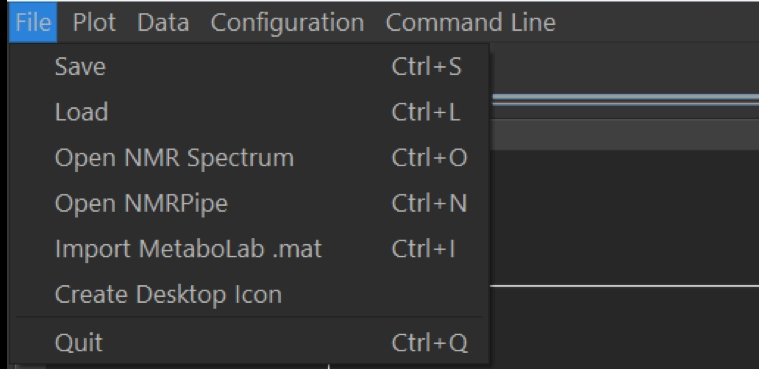 File Plot Data Configuration Command Line
Save Ctrl+S
Load Ctrl+L
Open NMR Spectrum Ctrl+O
Open NMRPipe Ctrl+N
Import MetaboLab .mat Ctrl+I
Create Desktop Icon
Quit Ctrl+Q